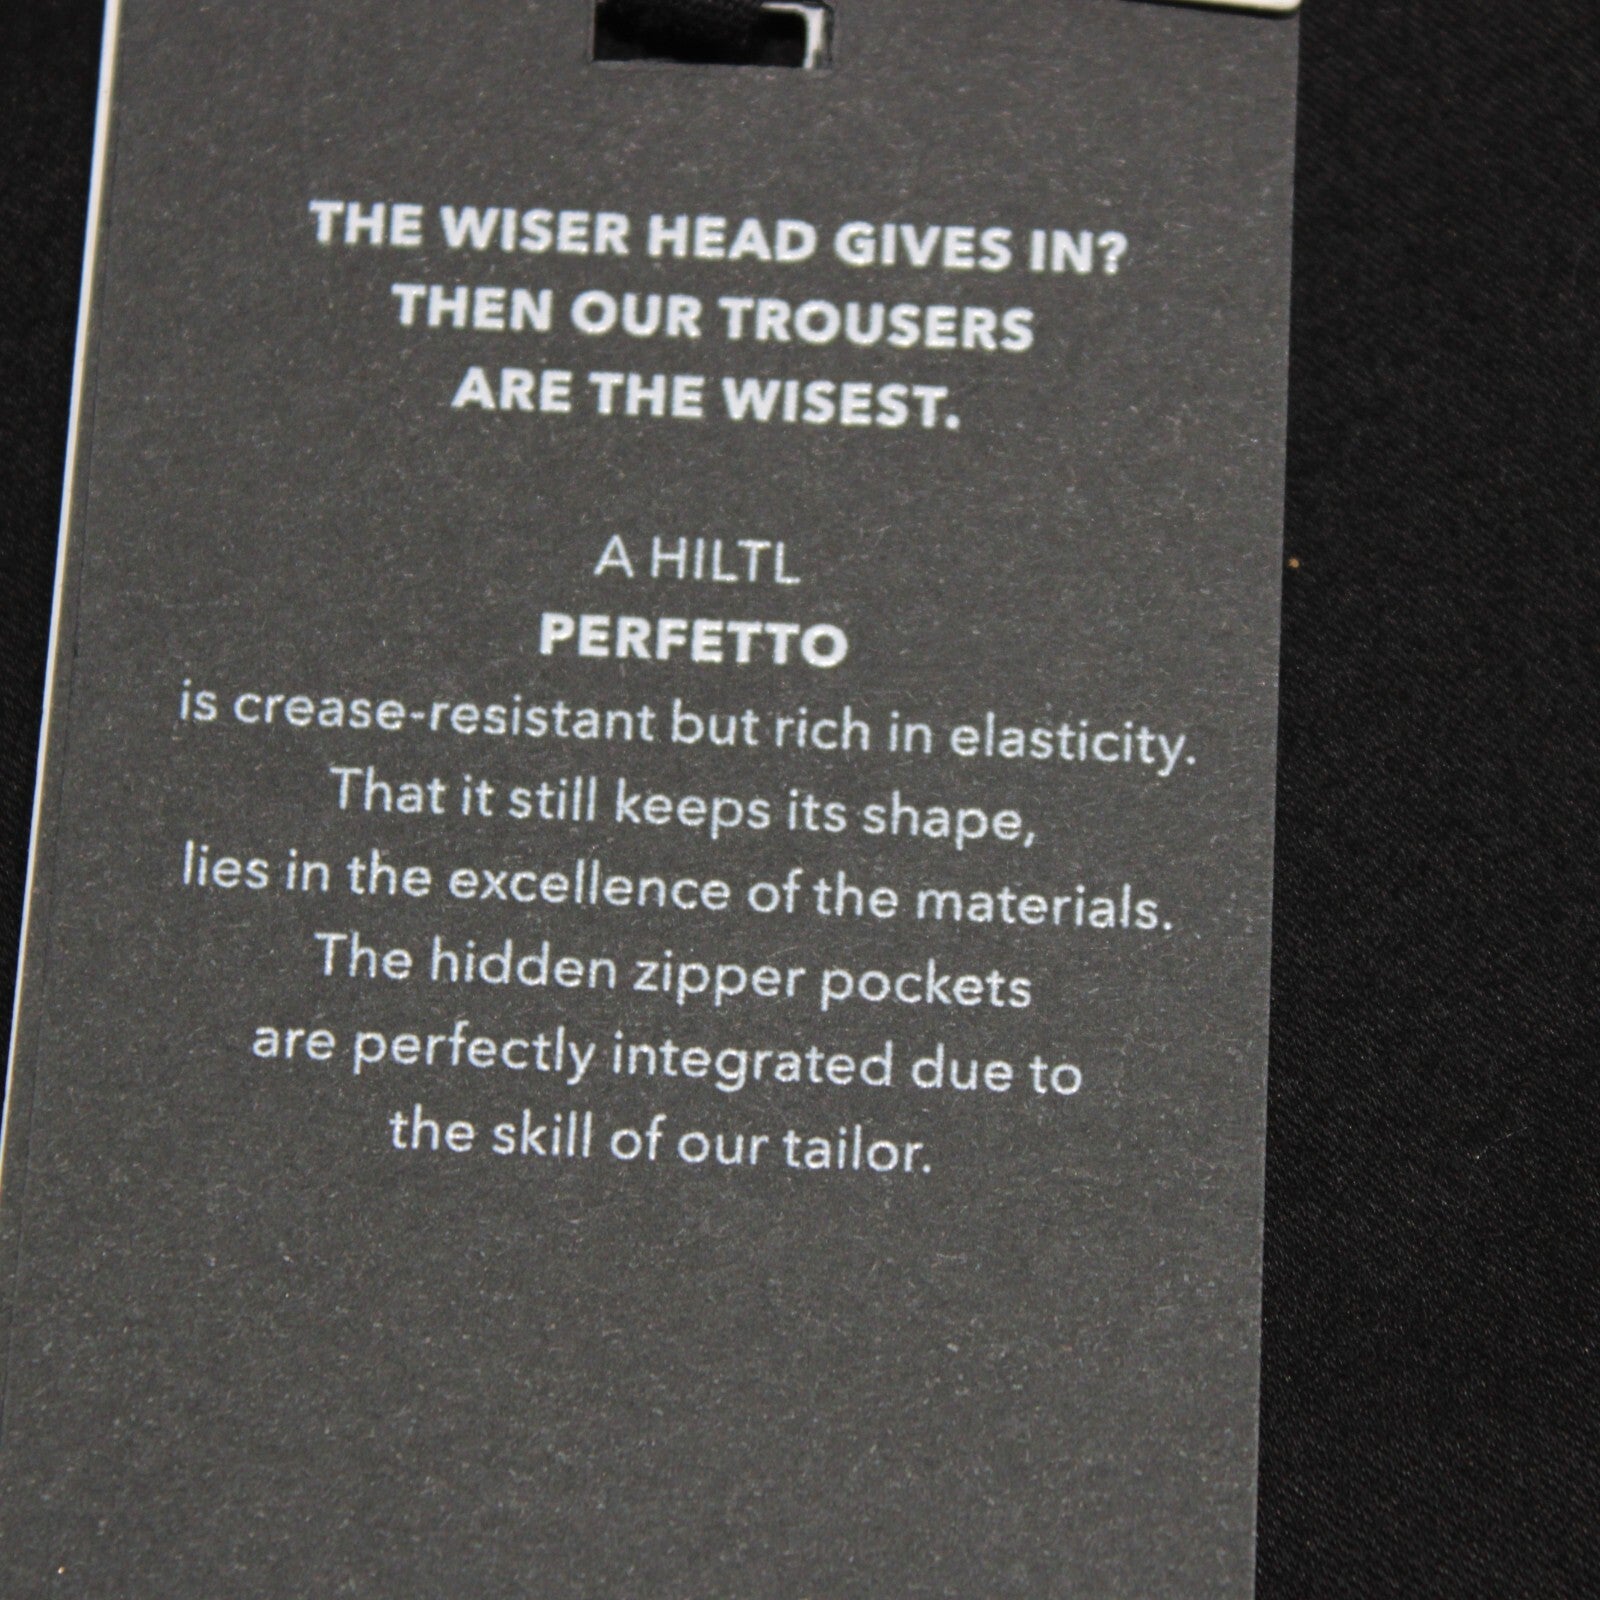 THE WISER HEAD GIVES IN?
THEN OUR TROUSERS
ARE THE WISEST.
A HILTL
PERFETTO
is crease-resistant but rich in elasticity.
That it still keeps its shape,
lies in the excellence of the materials.
The hidden zipper pockets
are perfectly integrated due to
the skill of our tailor.